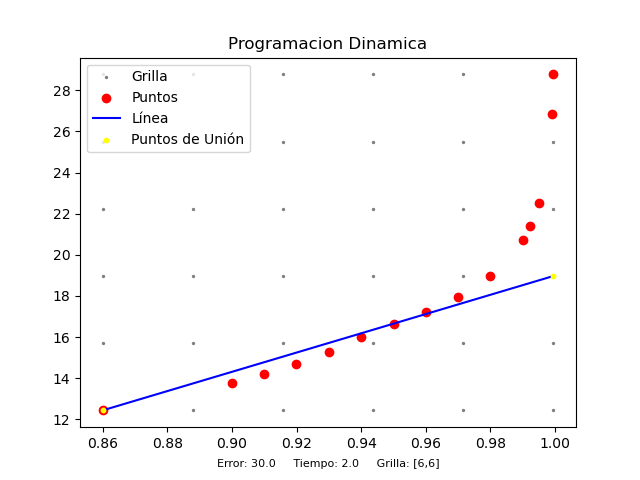 Programacion Dinamica
Grilla
Puntos
Línea
Puntos de Unión
28
26
24
22
20
18
16
14
12
0.86 0.88 0.90 0.92 0.94 0.96 0.98 1.00
Error: 30.0 Tiempo: 2.0 Grilla: [6,6]